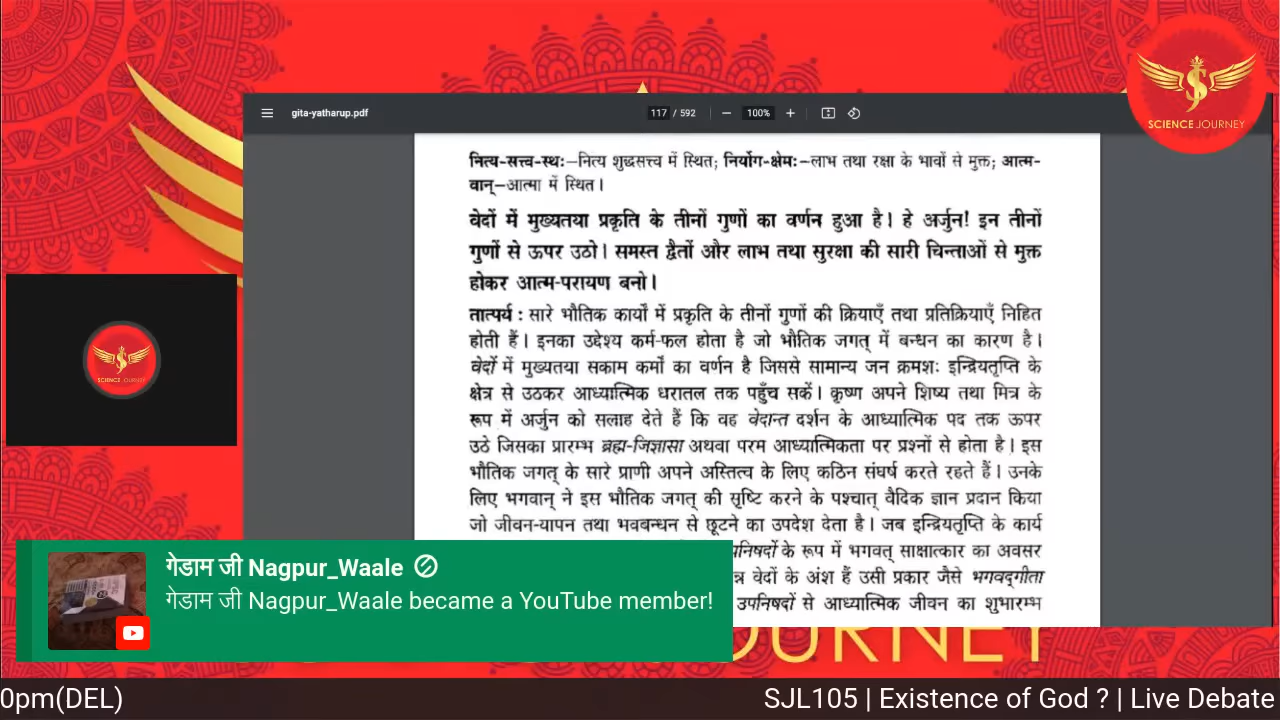 SCIENCE JOURNEY
gita-yatharup.pdf
117 / 592
100%
नित्य-सत्त्व-स्थः–नित्य शुद्धसत्त्व में स्थित; निर्योग-क्षेमः–लाभ तथा रक्षा के भावों से मुक्त; आत्म-
वान्–आत्मा में स्थित।
वेदों में मुख्यतया प्रकृति के तीनों गुणों का वर्णन हुआ है। हे अर्जुन! इन तीनों
गुणों से ऊपर उठो। समस्त द्वैतों और लाभ तथा सुरक्षा की सारी चिन्ताओं से मुक्त
होकर आत्म-परायण बनो।
तात्पर्य : सारे भौतिक कार्यों में प्रकृति के तीनों गुणों की क्रियाएँ तथा प्रतिक्रियाएँ निहित
होती हैं। इनका उद्देश्य कर्म-फल होता है जो भौतिक जगत् में बन्धन का कारण है।
वेदों में मुख्यतया सकाम कर्मों का वर्णन है जिससे सामान्य जन क्रमशः इन्द्रियतृप्ति के
क्षेत्र से उठकर आध्यात्मिक धरातल तक पहुँच सकें। कृष्ण अपने शिष्य तथा मित्र के
रूप में अर्जुन को सलाह देते हैं कि वह वेदान्त दर्शन के आध्यात्मिक पद तक ऊपर
उठे जिसका प्रारम्भ ब्रह्म-जिज्ञासा अथवा परम आध्यात्मिकता पर प्रश्नों से होता है। इस
भौतिक जगत् के सारे प्राणी अपने अस्तित्व के लिए कठिन संघर्ष करते रहते हैं। उनके
लिए भगवान् ने इस भौतिक जगत् की सृष्टि करने के पश्चात् वैदिक ज्ञान प्रदान किया
जो जीवन-यापन तथा भवबन्धन से छूटने का उपदेश देता है। जब इन्द्रियतृप्ति के कार्य
के रूप में भगवत् साक्षात्कार का अवसर
वेदों के अंश हैं उसी प्रकार जैसे भगवद्गीता
उपनिषदों से आध्यात्मिक जीवन का शुभारम्भ
SCIENCE JOURNEY
गेडाम जी Nagpur_Waale
गेडाम जी Nagpur_Waale became a YouTube member!
OURNEY
0pm(DEL)
SJL105 | Existence of God ? | Live Debate